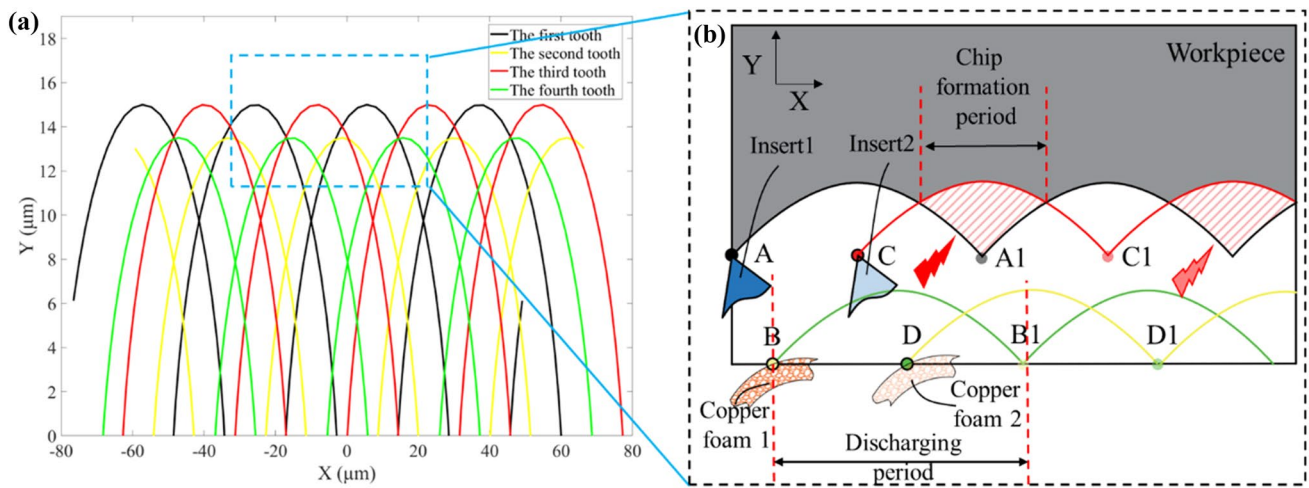 (a)
18
16
14
12
10
8
6
4
2
0
Y (μm)
-80
-60
-40
-20
0
20
40
60
80
X (μm)
The first tooth
The second tooth
The third tooth
The fourth tooth
(b)
Workpiece
Y
X
Chip
formation
period
Insert1
Insert2
A
C
A1
C1
B
D
B1
D1
Copper
foam 1
Copper
foam 2
Discharging
period